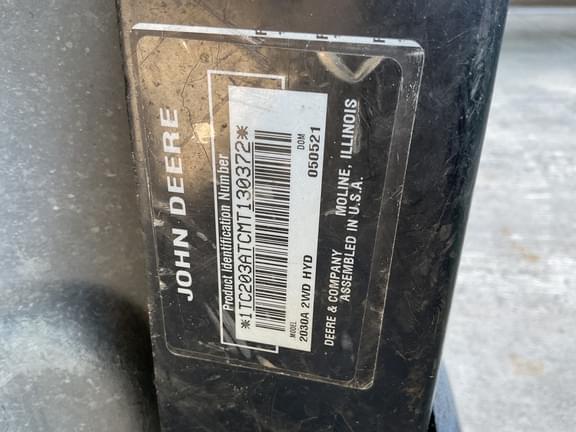 JOHN DEERE
Product Identification Number
*1TC203ATCMT130372*
MODEL
DOM
2030A 2WD HYD
050521
DEERE & COMPANY MOLINE, ILLINOIS
ASSEMBLED IN U.S.A.